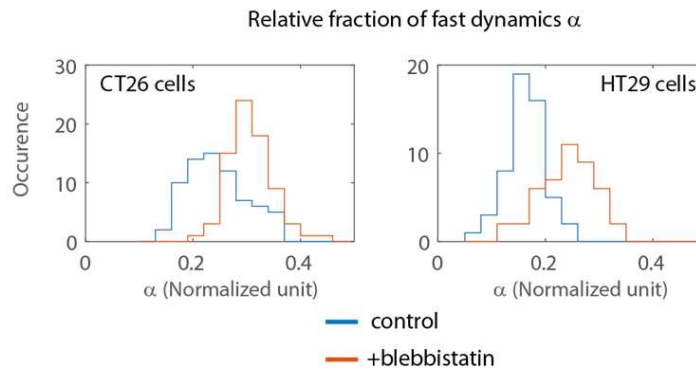 Relative fraction of fast dynamics α
30
20
10
0
Occurence
CT26 cells
0
0.2
0.4
α (Normalized unit)
20
10
0
HT29 cells
0
0.2
0.4
α (Normalized unit)
control
+blebbistatin